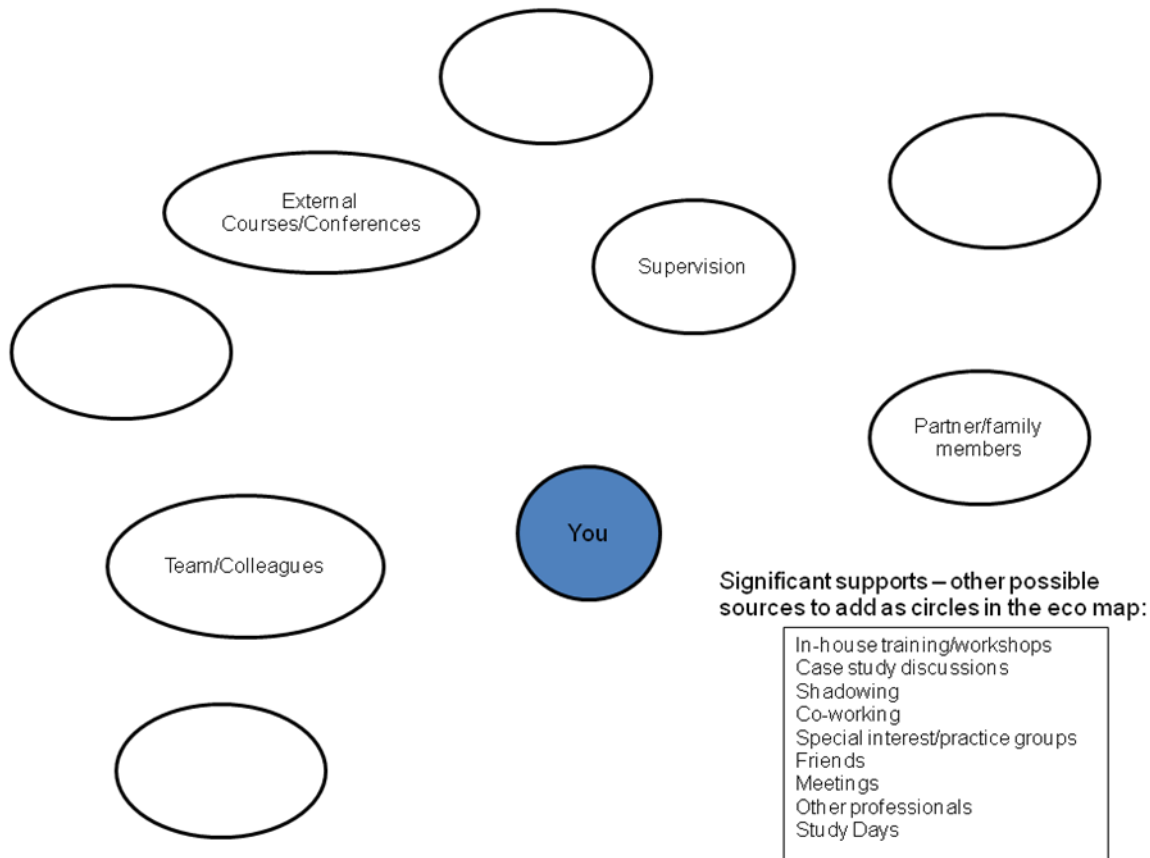 External
Courses/Conferences
Supervision
Partner/family
members
You
Team/Colleagues
Significant supports – other possible
sources to add as circles in the eco map:
In-house training/workshops
Case study discussions
Shadowing
Co-working
Special interest/practice groups
Friends
Meetings
Other professionals
Study Days